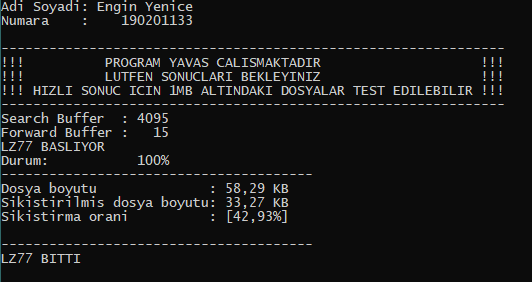 Adi Soyadi: Engin Yenice
Numara    :    190201133
----------------------------------------------------------------
!!!          PROGRAM YAVAS CALISMAKTADIR                     !!!
!!!          LUTFEN SONUCLARI BEKLEYINIZ                     !!!
!!! HIZLI SONUC ICIN 1MB ALTINDAKI DOSYALAR TEST EDILEBILIR !!!
----------------------------------------------------------------
Search Buffer  : 4095
Forward Buffer :   15
LZ77 BASLIYOR
Durum:           100%
----------------------------------------
Dosya boyutu              : 58,29 KB
Sikistirilmis dosya boyutu: 33,27 KB
Sikistirma orani          : [42,93%]
----------------------------------------
LZ77 BITTI